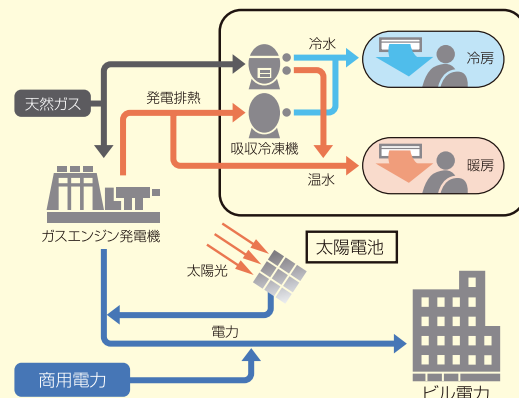 冷水
冷房
天然ガス
発電排熱
吸収冷凍機
暖房
温水
ガスエンジン発電機
太陽光
太陽電池
電力
商用電力
ビル電力